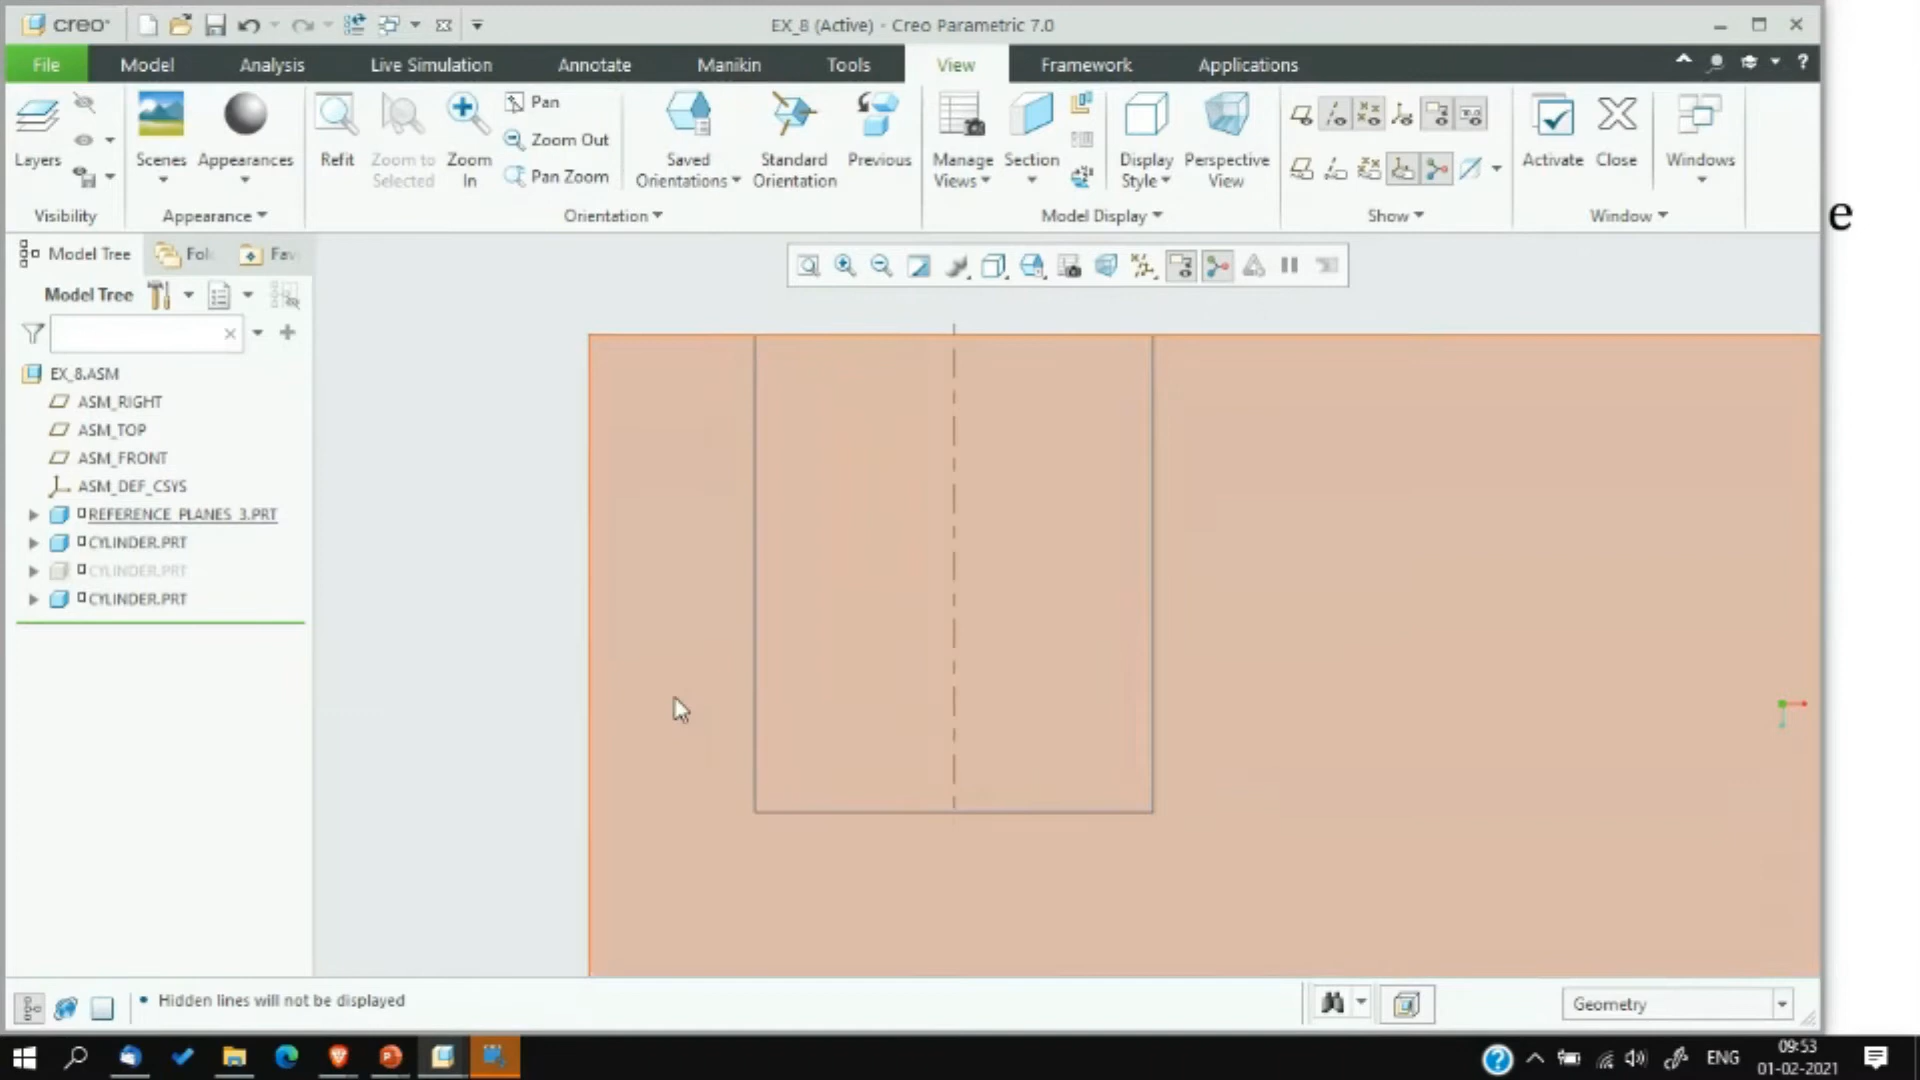 creo
EX_8 (Active) - Creo Parametric 7.0
File Model Analysis Live Simulation Annotate Manikin Tools View Framework Applications
Layers
Scenes
Appearances
Refit
Zoom to Selected
Zoom In
Pan
Zoom Out
Pan Zoom
Saved Orientations
Standard Orientation
Previous
Manage Views
Section
Display Style
Perspective View
Activate
Close
Windows
Visibility
Appearance
Orientation
Model Display
Show
Window
e
Model Tree
Fol
Fav
Model Tree
EX_8.ASM
ASM_RIGHT
ASM_TOP
ASM_FRONT
ASM_DEF_CSYS
REFERENCE_PLANES_3.PRT
CYLINDER.PRT
CYLINDER.PRT
CYLINDER.PRT
Hidden lines will not be displayed
Geometry
ENG
09:53
01-02-2021